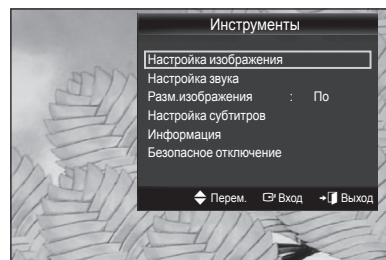 Инструменты
Настройка изображения
Настройка звука
Разм.изображения : По
Настройка субтитров
Информация
Безопасное отключение
Перем. Вход Выход